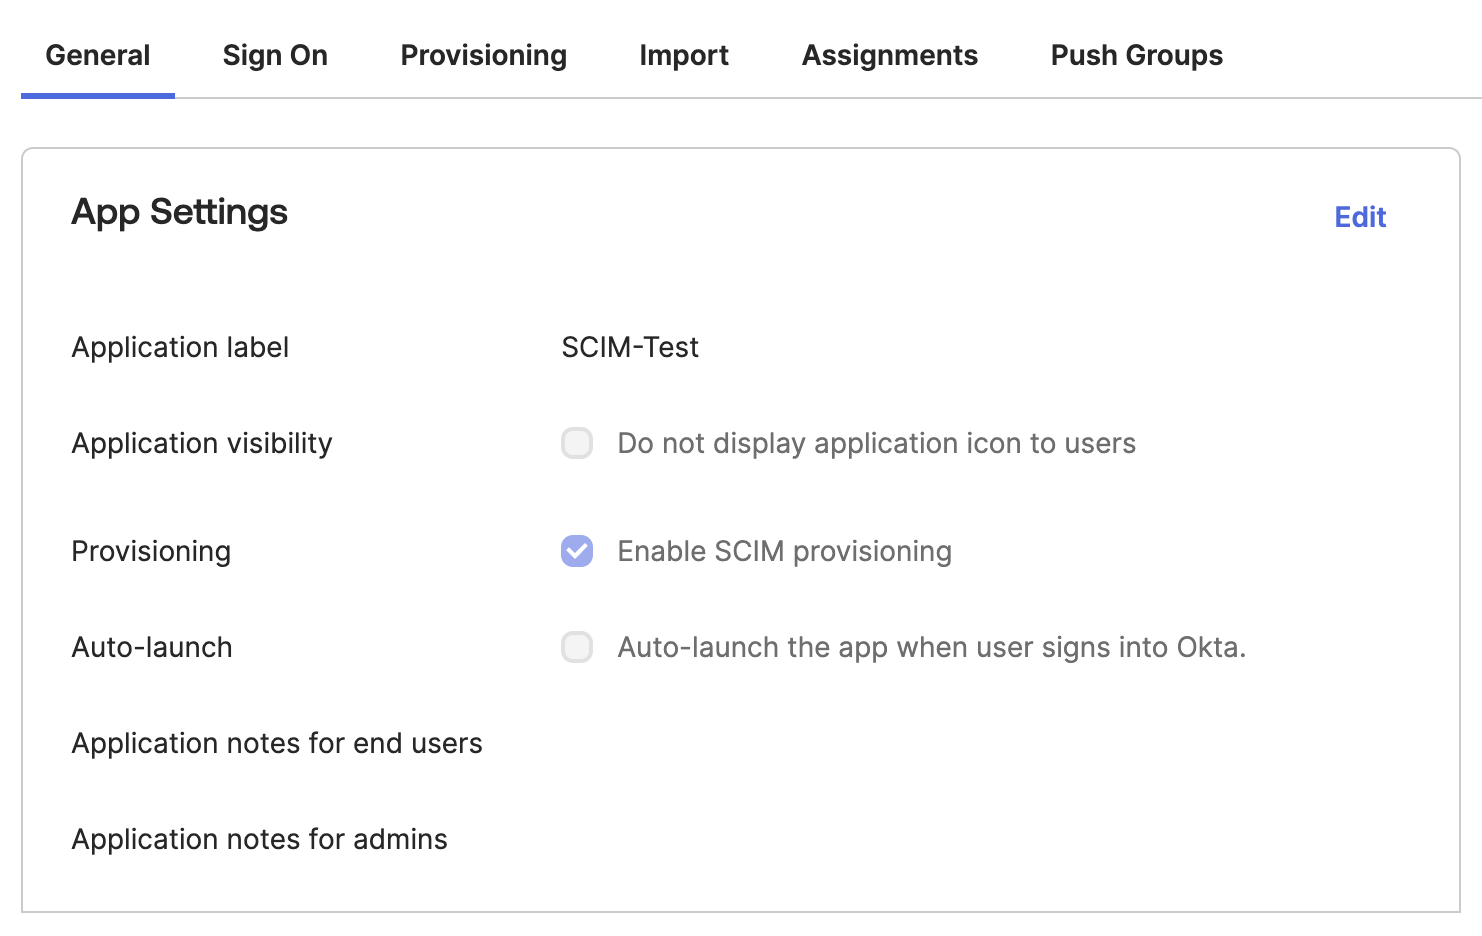 General Sign On Provisioning Import Assignments Push Groups
App Settings Edit
Application label SCIM-Test
Application visibility Do not display application icon to users
Provisioning Enable SCIM provisioning
Auto-launch Auto-launch the app when user signs into Okta.
Application notes for end users
Application notes for admins